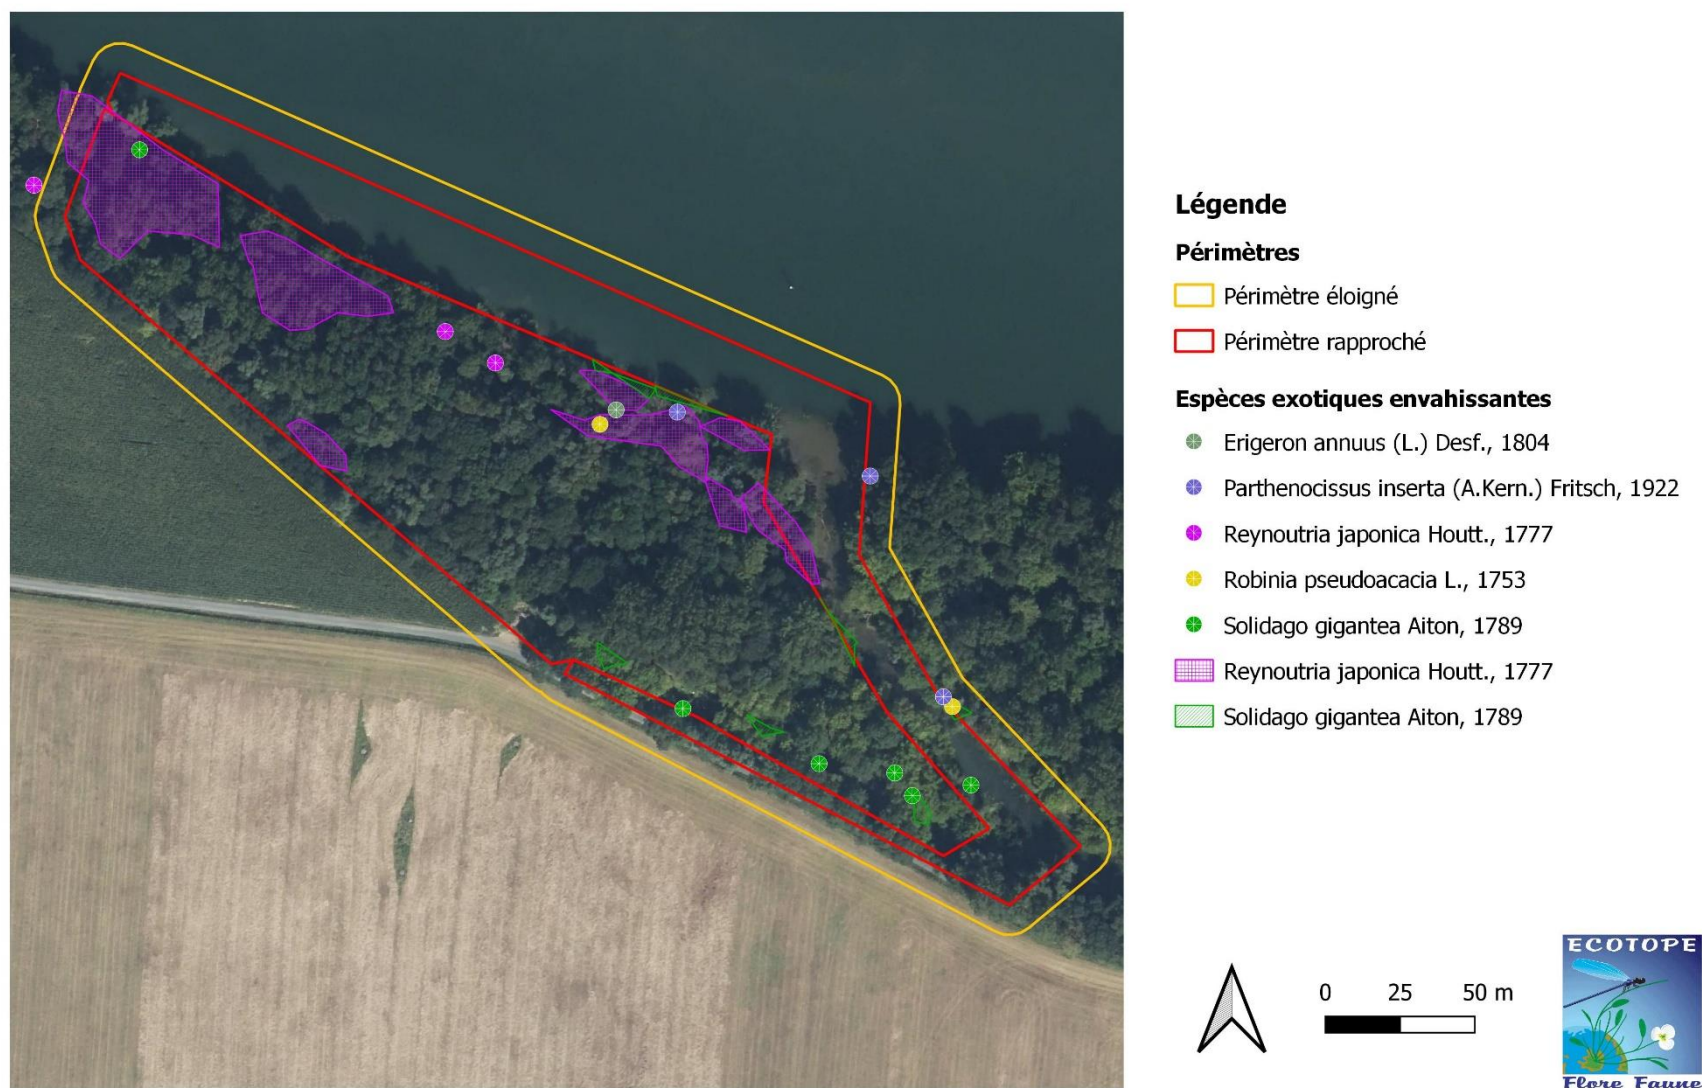 Légende
Périmètres
Périmètre éloigné
Périmètre rapproché
Espèces exotiques envahissantes
Erigeron annuus (L.) Desf., 1804
Parthenocissus inserta (A.Kern.) Fritsch, 1922
Reynoutria japonica Houtt., 1777
Robinia pseudoacacia L., 1753
Solidago gigantea Aiton, 1789
Reynoutria japonica Houtt., 1777
Solidago gigantea Aiton, 1789
0 25 50 m
ECOTOPE
Flore Faune